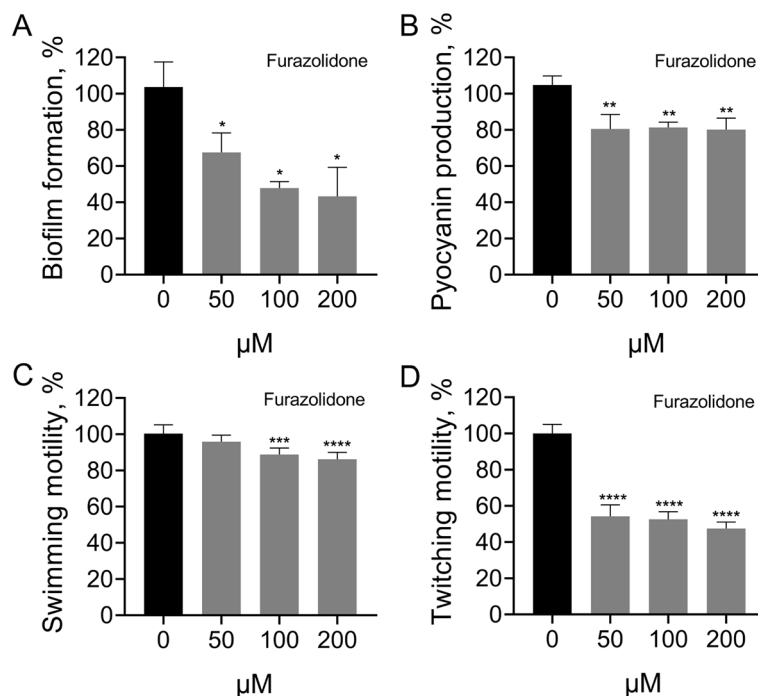 A
Biofilm formation, %
Furazolidone
120
100
80
60
40
20
0
*
*
*
0 50 100 200
µM
B
Pyocyanin production, %
Furazolidone
120
100
80
60
40
20
0
**
**
**
0 50 100 200
µM
C
Swimming motility, %
Furazolidone
120
100
80
60
40
20
0
***
****
0 50 100 200
µM
D
Twitching motility, %
Furazolidone
120
100
80
60
40
20
0
****
****
****
0 50 100 200
µM